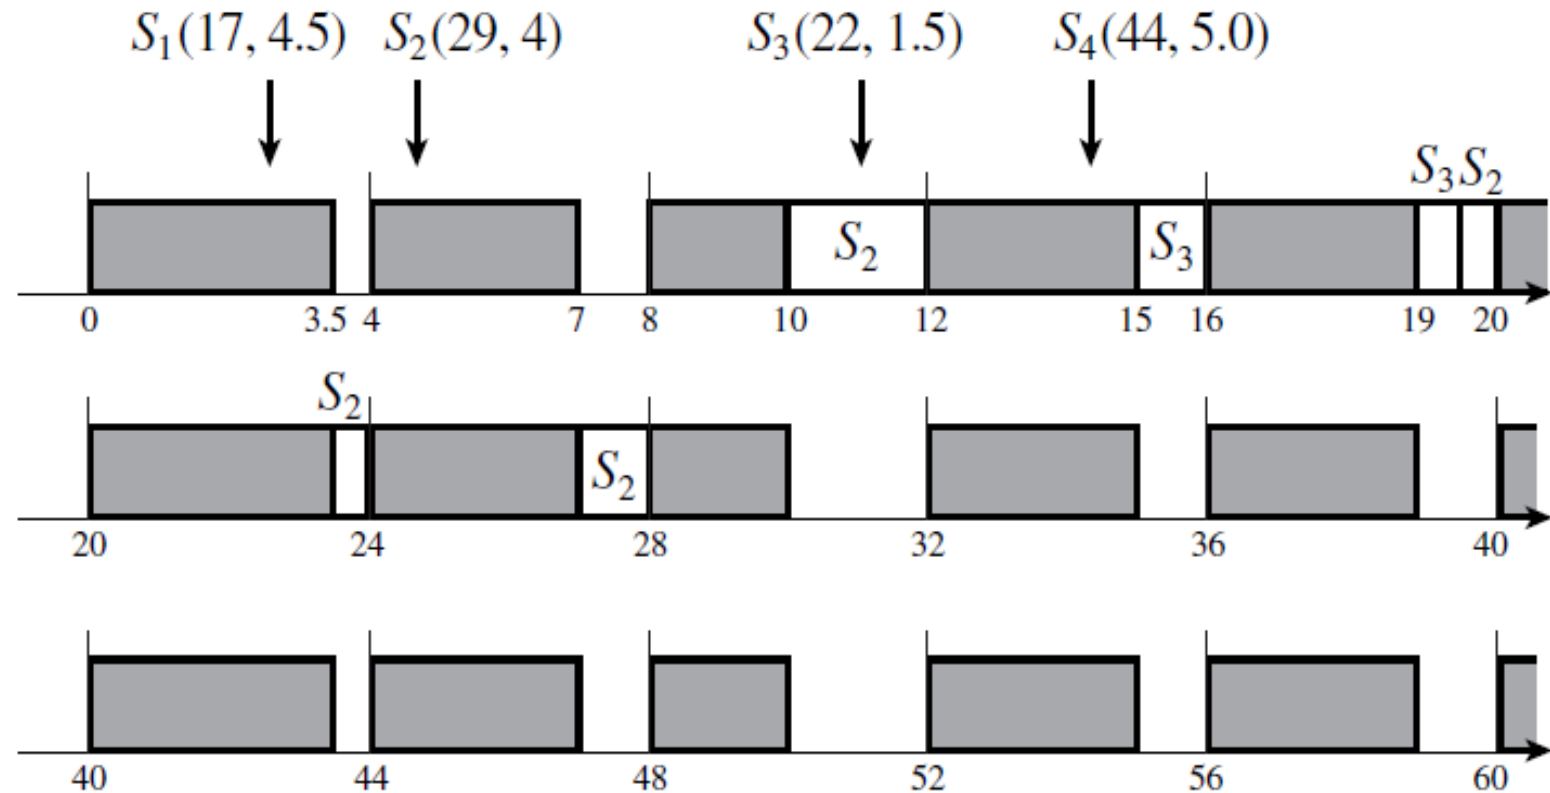 S₁(17, 4.5) S₂(29, 4) S₃(22, 1.5) S₄(44, 5.0)
S₃ S₂
S₂ S₃
0 3.5 4 7 8 10 12 15 16 19 20
S₂
S₂
20 24 28 32 36 40
40 44 48 52 56 60